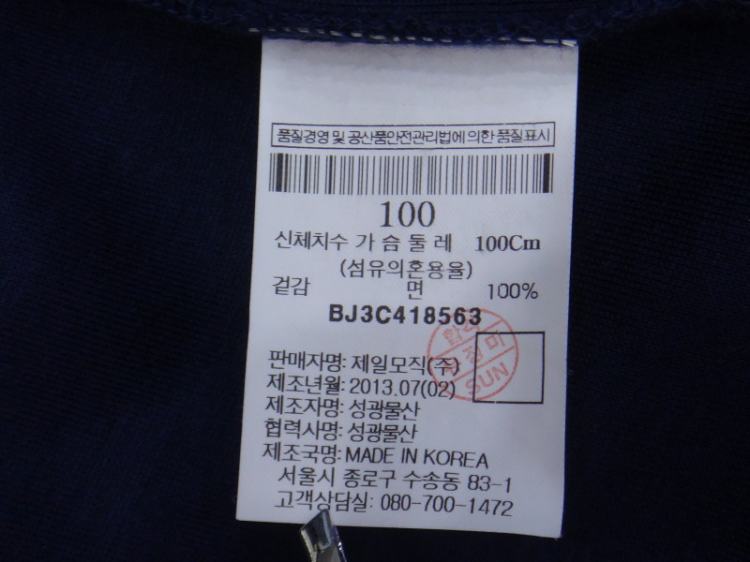 품질경영 및 공산품안전관리법에 의한 품질표시
100
신체치수 가 슴 둘 레 100Cm
(섬유의혼용율)
겉감 면 100%
BJ3C418563
판매자명: 제일모직(주)
제조년월: 2013.07(02)
제조자명: 성광물산
협력사명: 성광물산
제조국명: MADE IN KOREA
서울시 종로구 수송동 83-1
고객상담실: 080-700-1472
SUN